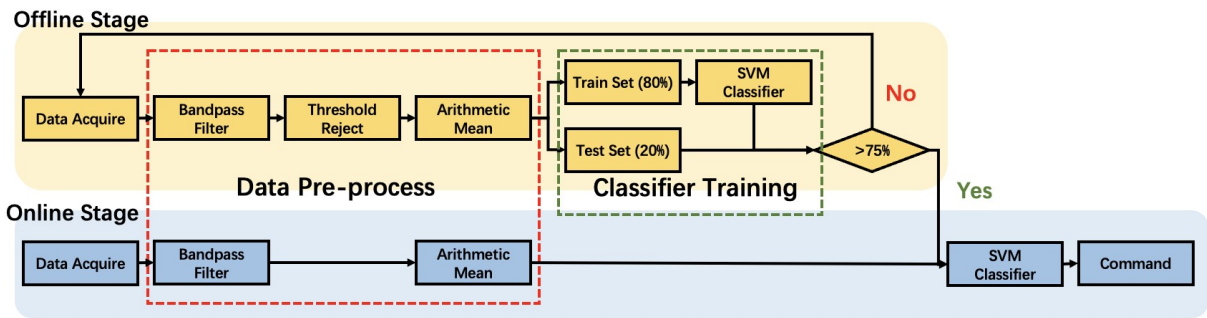 Offline Stage
Data Acquire
Bandpass
Filter
Threshold
Reject
Arithmetic
Mean
Train Set (80%)
SVM
Classifier
Test Set (20%)
>75%
No
Yes
Data Pre-process
Classifier Training
Online Stage
Data Acquire
Bandpass
Filter
Arithmetic
Mean
SVM
Classifier
Command